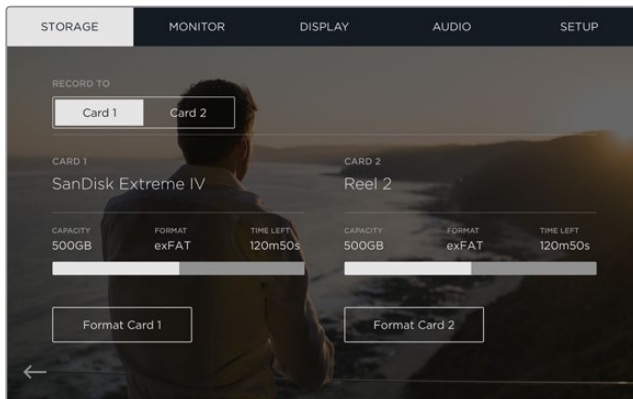 STORAGE MONITOR DISPLAY AUDIO SETUP
RECORD TO
Card 1 Card 2
CARD 1 CARD 2
SanDisk Extreme IV Reel 2
CAPACITY FORMAT TIME LEFT CAPACITY FORMAT TIME LEFT
500GB exFAT 120m50s 500GB exFAT 120m50s
Format Card 1 Format Card 2